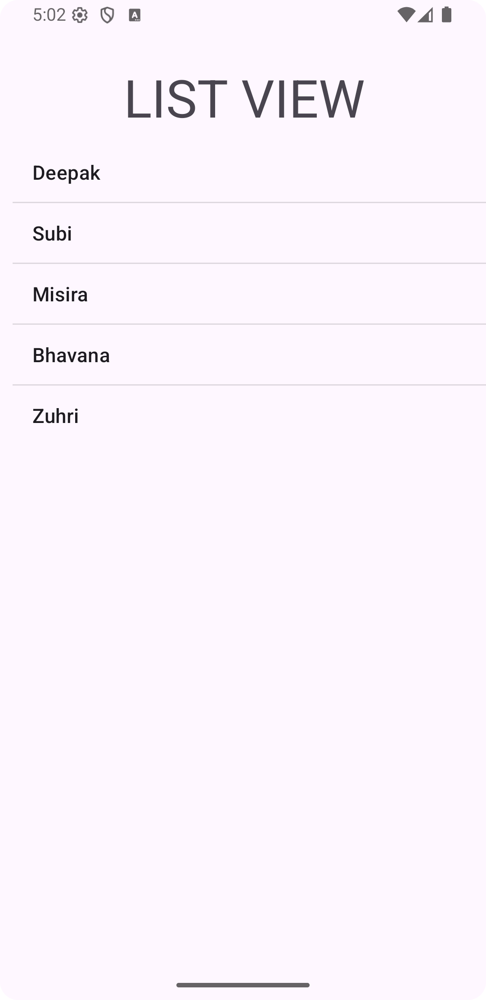 5:02
LIST VIEW
Deepak
Subi
Misira
Bhavana
Zuhri